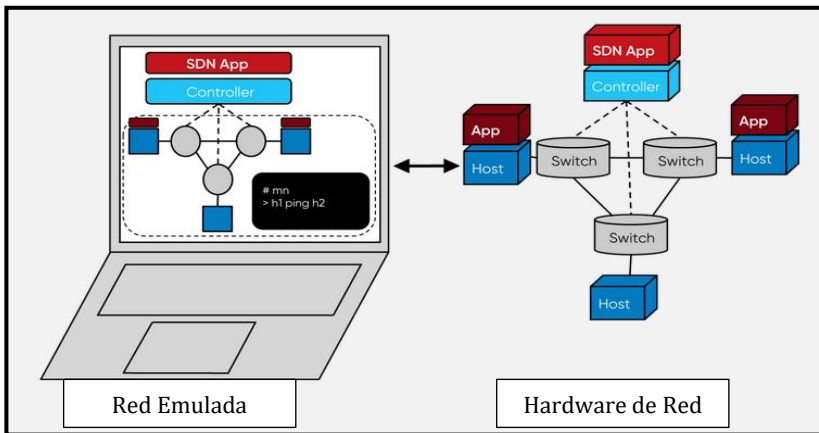 SDN App
Controller
# mn
> h1 ping h2
Red Emulada
SDN App
Controller
App
Host
Switch
Switch
App
Host
Switch
Host
Hardware de Red